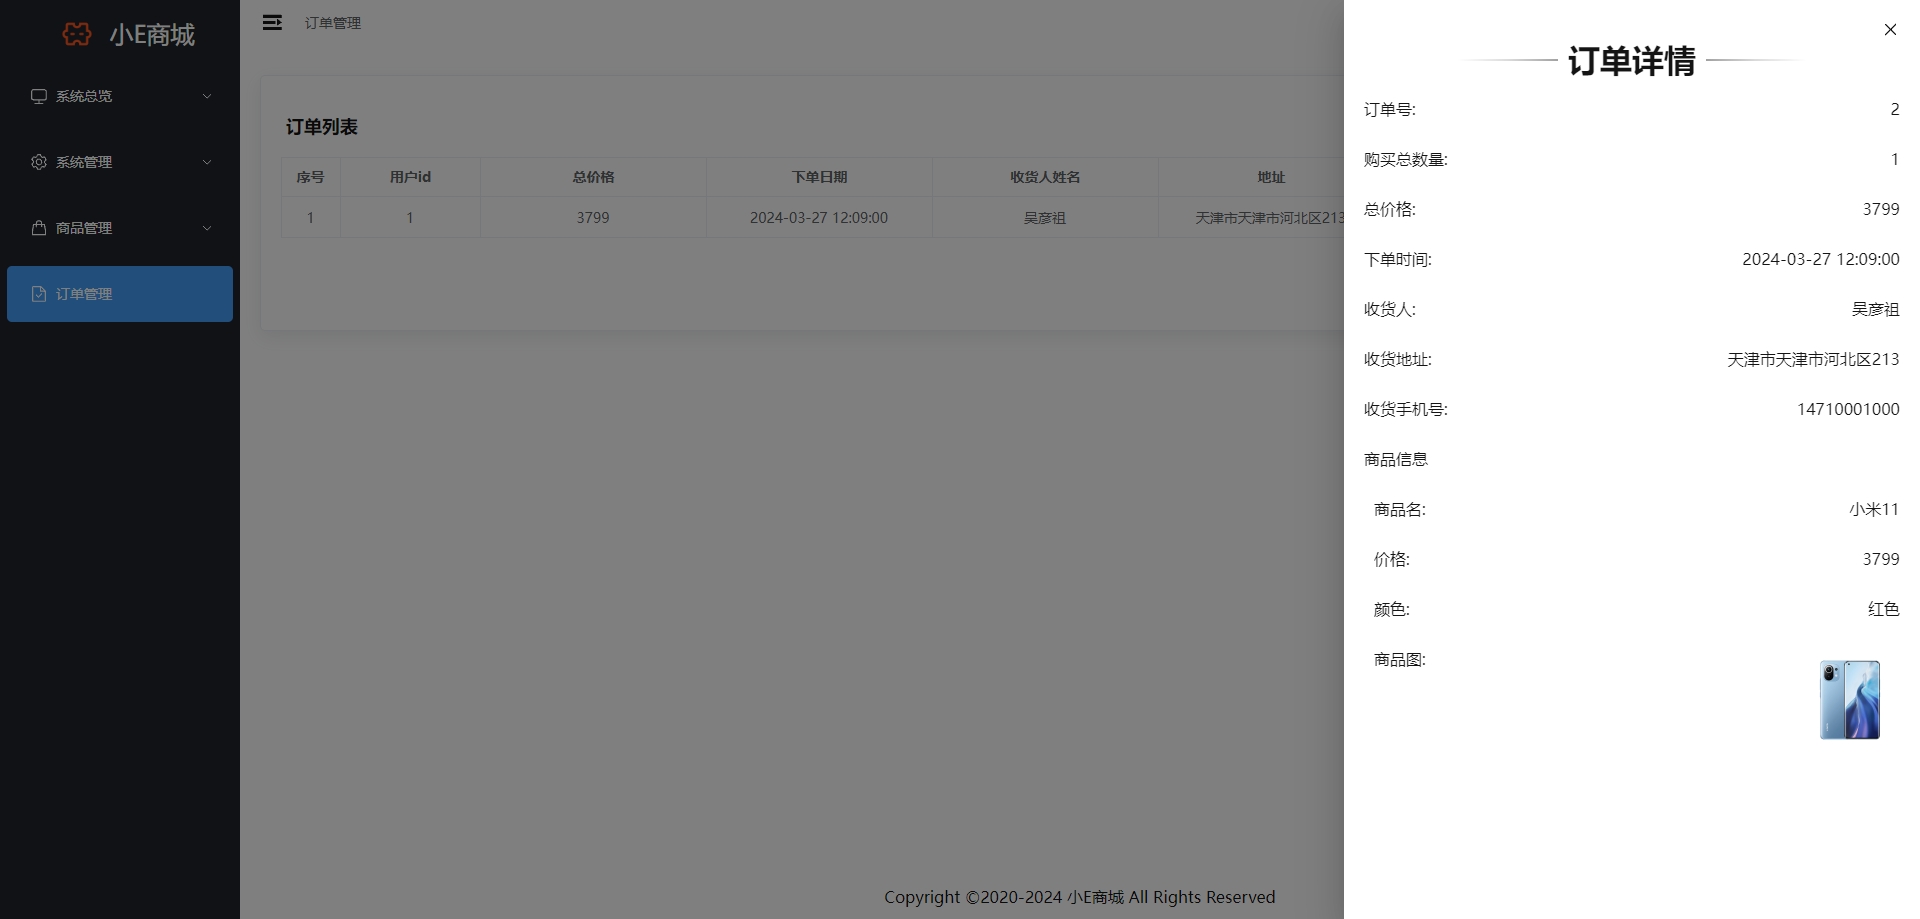 小E商城
系统总览
系统管理
商品管理
订单管理
订单管理
订单列表
序号 用户id 总价格 下单日期 收货人姓名 地址
1 1 3799 2024-03-27 12:09:00 吴彦祖 天津市天津市河北区213
Copyright ©2020-2024 小E商城 All Rights Reserved
订单详情
订单号: 2
购买总数量: 1
总价格: 3799
下单时间: 2024-03-27 12:09:00
收货人: 吴彦祖
收货地址: 天津市天津市河北区213
收货手机号: 14710001000
商品信息
商品名: 小米11
价格: 3799
颜色: 红色
商品图: